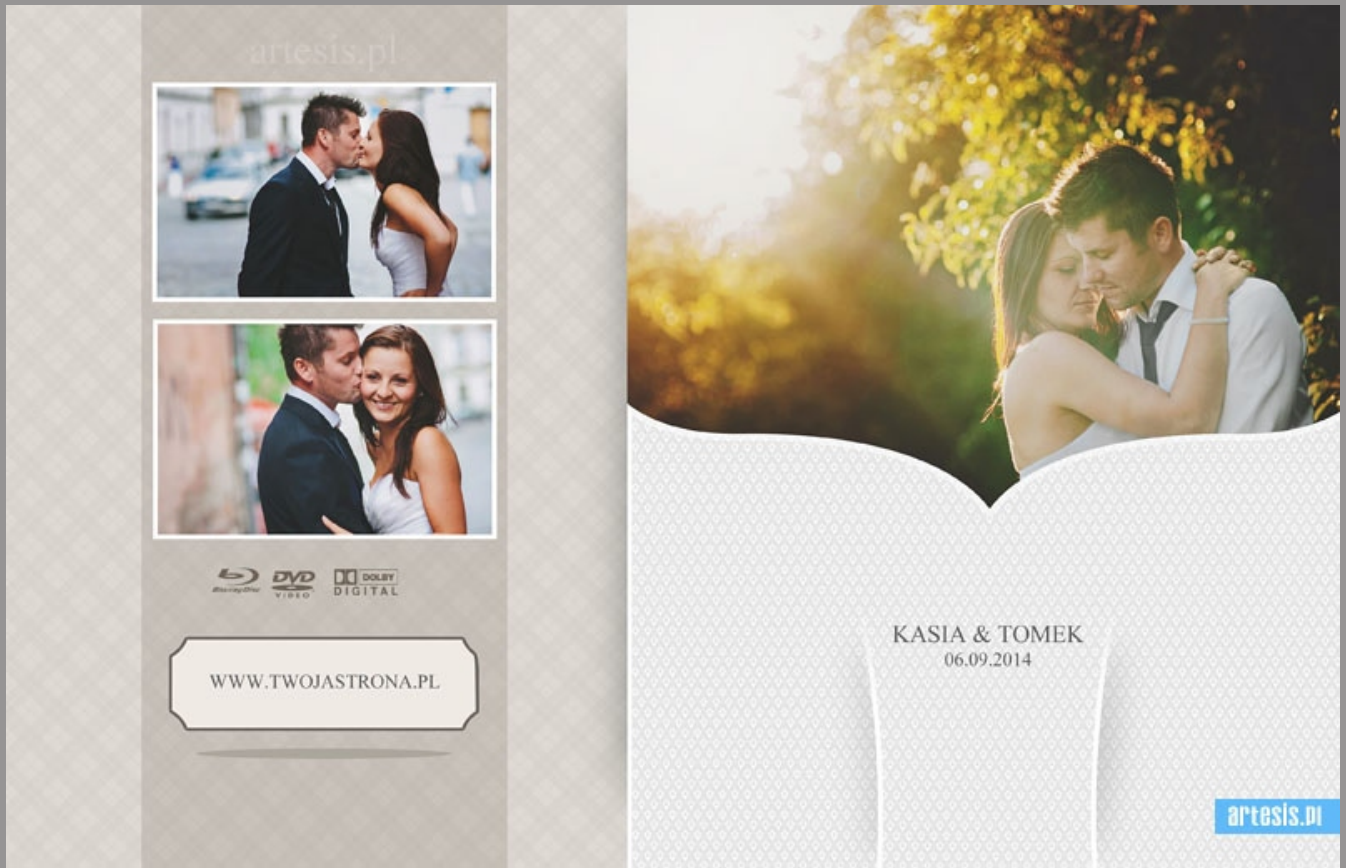 artesis.pl
Blu-ray Disc
DVD
VIDEO
DOLBY
DIGITAL
WWW.TWOJASTRONA.PL
KASIA & TOMEK
06.09.2014
artesis.pl